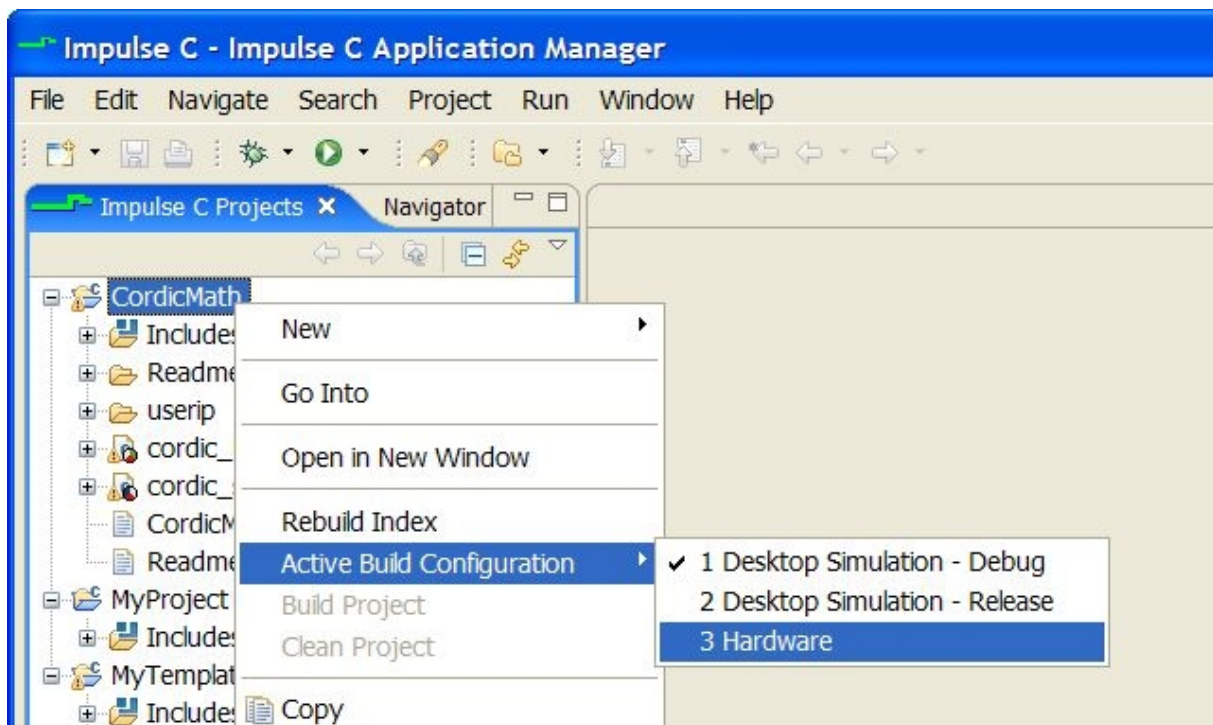 Impulse C - Impulse C Application Manager
File Edit Navigate Search Project Run Window Help
Impulse C Projects Navigator
CordicMath
Includes
Readme
userip
cordic_
cordic_
CordicM
Readme
MyProject
Includes
MyTemplat
Includes
New
Go Into
Open in New Window
Rebuild Index
Active Build Configuration
Build Project
Clean Project
Copy
1 Desktop Simulation - Debug
2 Desktop Simulation - Release
3 Hardware